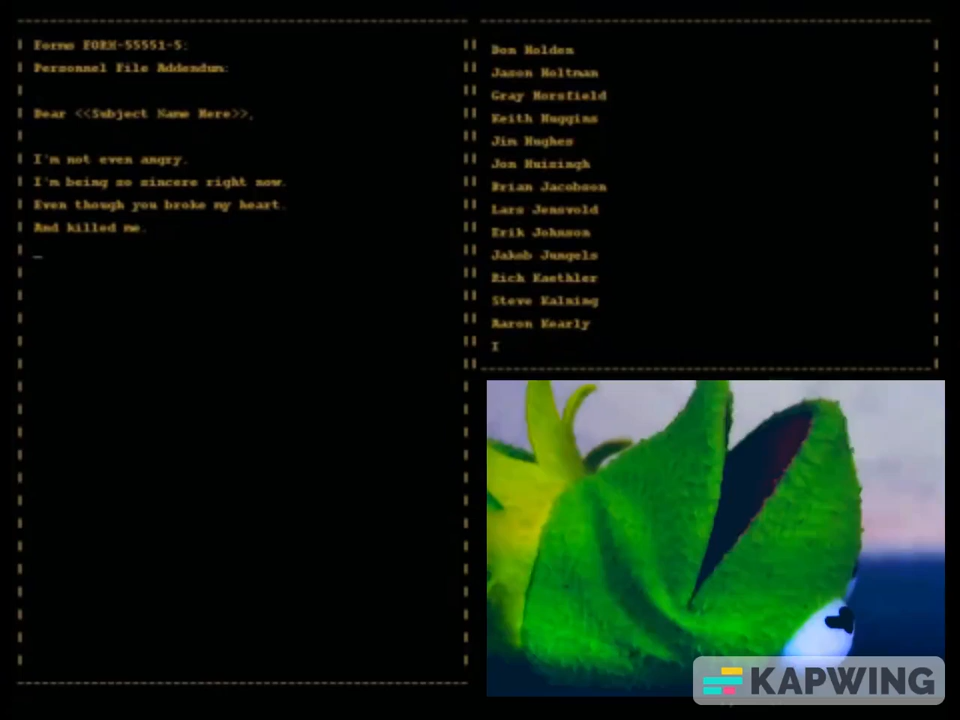 Forms FORM-55551-5:
Personnel File Addendum:
Dear <<Subject Name Here>>,
I'm not even angry.
I'm being so sincere right now.
Even though you broke my heart.
And killed me.
_
Don Holden
Jason Holtman
Gray Horsfield
Keith Huggins
Jim Hughes
Jon Huisingh
Brian Jacobson
Lars Jensvold
Erik Johnson
Jakob Jungels
Rich Kaethler
Steve Kalning
Aaron Kearly
I
KAPWING